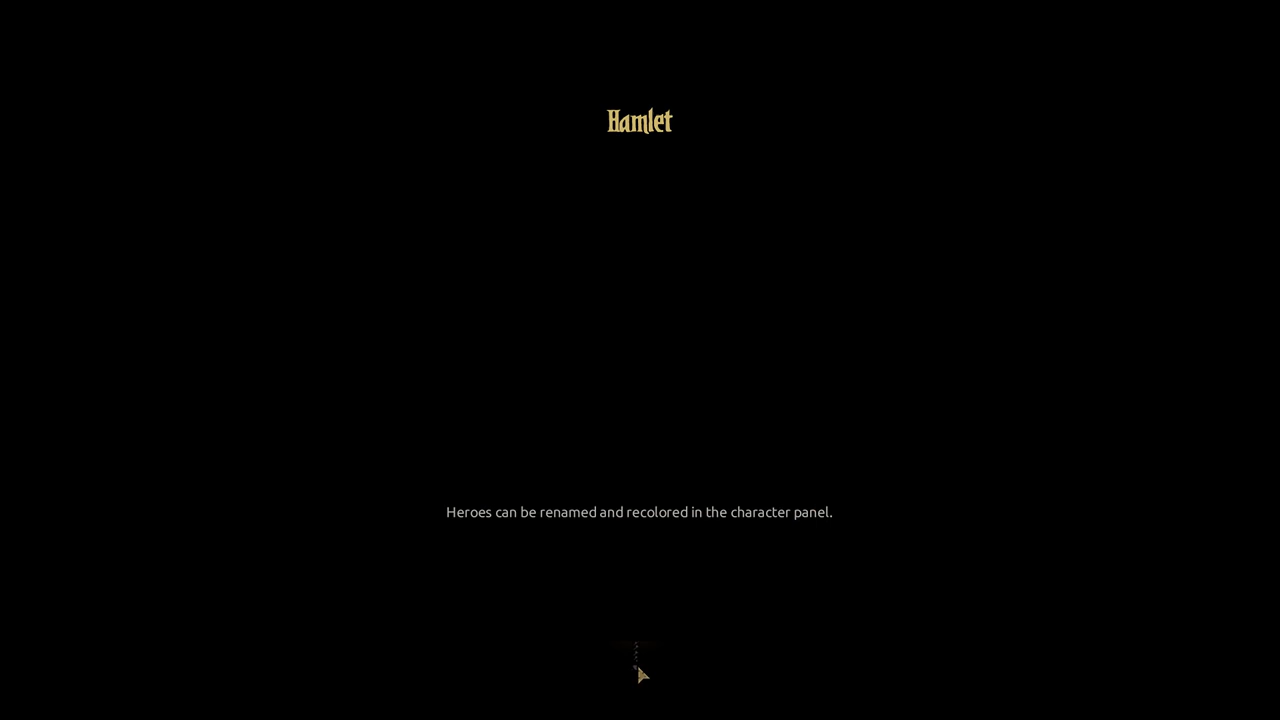 Hamlet
Heroes can be renamed and recolored in the character panel.